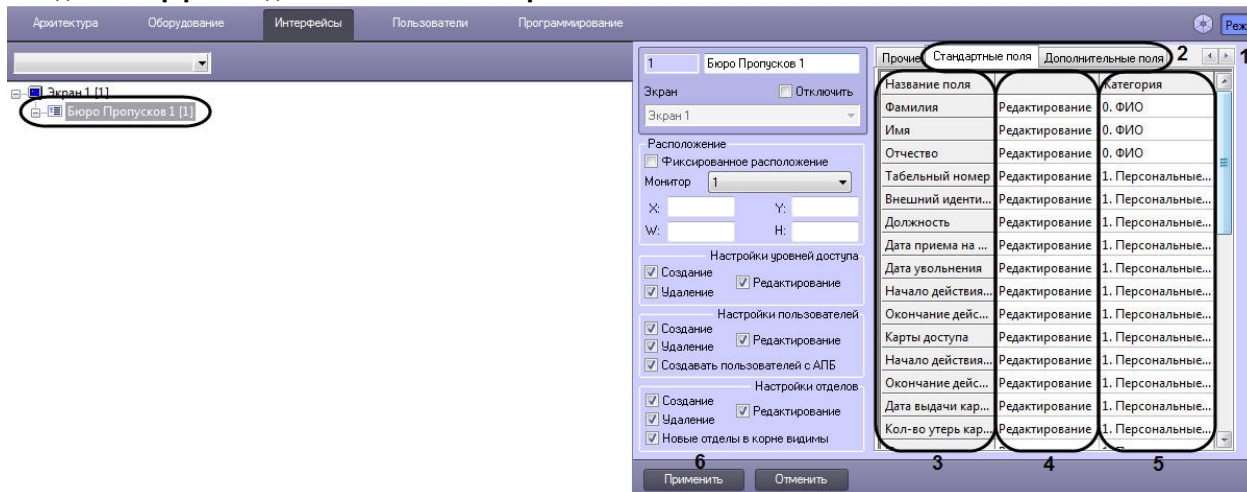 Архитектура Оборудование Интерфейсы Пользователи Программирование
Экран 1 [1]
Бюро Пропусков 1 [1]
1 Бюро Пропусков 1
Экран Отключить
Экран 1
Расположение
Фиксированное расположение
Монитор 1
X: Y:
W: H:
Настройки уровней доступа
Создание
Редактирование
Удаление
Настройки пользователей
Создание
Редактирование
Удаление
Создавать пользователей с АПБ
Настройки отделов
Создание
Редактирование
Удаление
Новые отделы в корне видимы
6
Применить Отменить
Прочие Стандартные поля Дополнительные поля 2 1
Название поля Категория
Фамилия Редактирование 0. ФИО
Имя Редактирование 0. ФИО
Отчество Редактирование 0. ФИО
Табельный номер Редактирование 1. Персональные...
Внешний иденти... Редактирование 1. Персональные...
Должность Редактирование 1. Персональные...
Дата приема на ... Редактирование 1. Персональные...
Дата увольнения Редактирование 1. Персональные...
Начало действия... Редактирование 1. Персональные...
Окончание дейс... Редактирование 1. Персональные...
Карты доступа Редактирование 1. Персональные...
Начало действия... Редактирование 1. Персональные...
Окончание дейс... Редактирование 1. Персональные...
Дата выдачи кар... Редактирование 1. Персональные...
Кол-во утерь кар... Редактирование 1. Персональные...
3 4 5